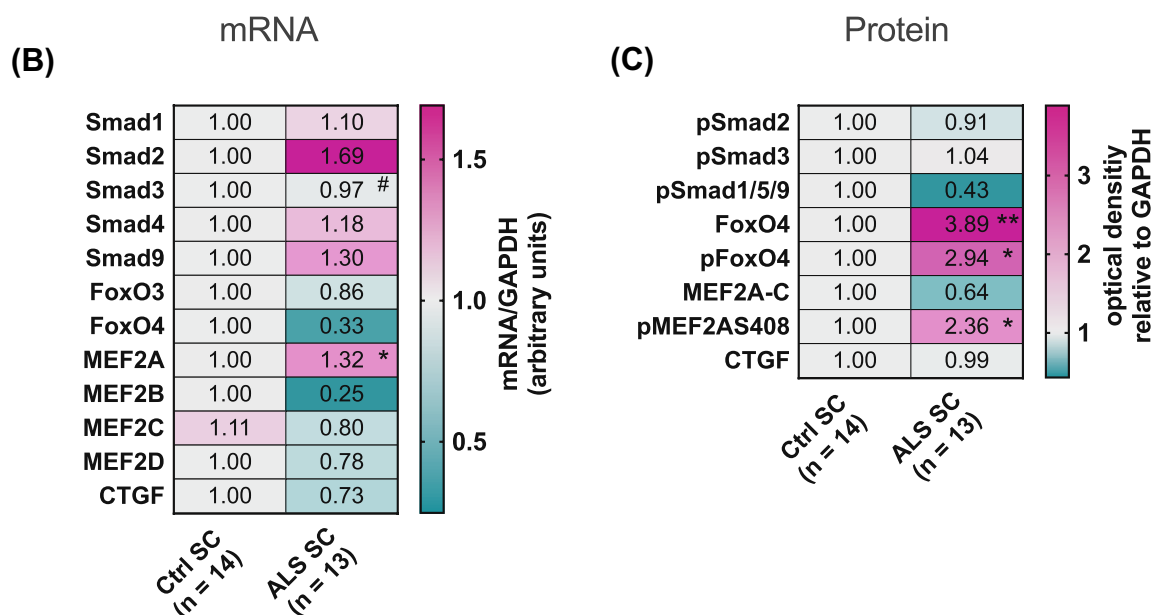 mRNA
Protein
(B)
(C)
Smad1 1.00 1.10
Smad2 1.00 1.69
Smad3 1.00 0.97 #
Smad4 1.00 1.18
Smad9 1.00 1.30
FoxO3 1.00 0.86
FoxO4 1.00 0.33
MEF2A 1.00 1.32 *
MEF2B 1.00 0.25
MEF2C 1.11 0.80
MEF2D 1.00 0.78
CTGF 1.00 0.73
Ctrl SC
(n = 14)
ALS SC
(n = 13)
1.5
1.0
0.5
mRNA/GAPDH
(arbitrary units)
pSmad2 1.00 0.91
pSmad3 1.00 1.04
pSmad1/5/9 1.00 0.43
FoxO4 1.00 3.89 **
pFoxO4 1.00 2.94 *
MEF2A-C 1.00 0.64
pMEF2AS408 1.00 2.36 *
CTGF 1.00 0.99
Ctrl SC
(n = 14)
ALS SC
(n = 13)
3
2
1
optical densitiy
relative to GAPDH